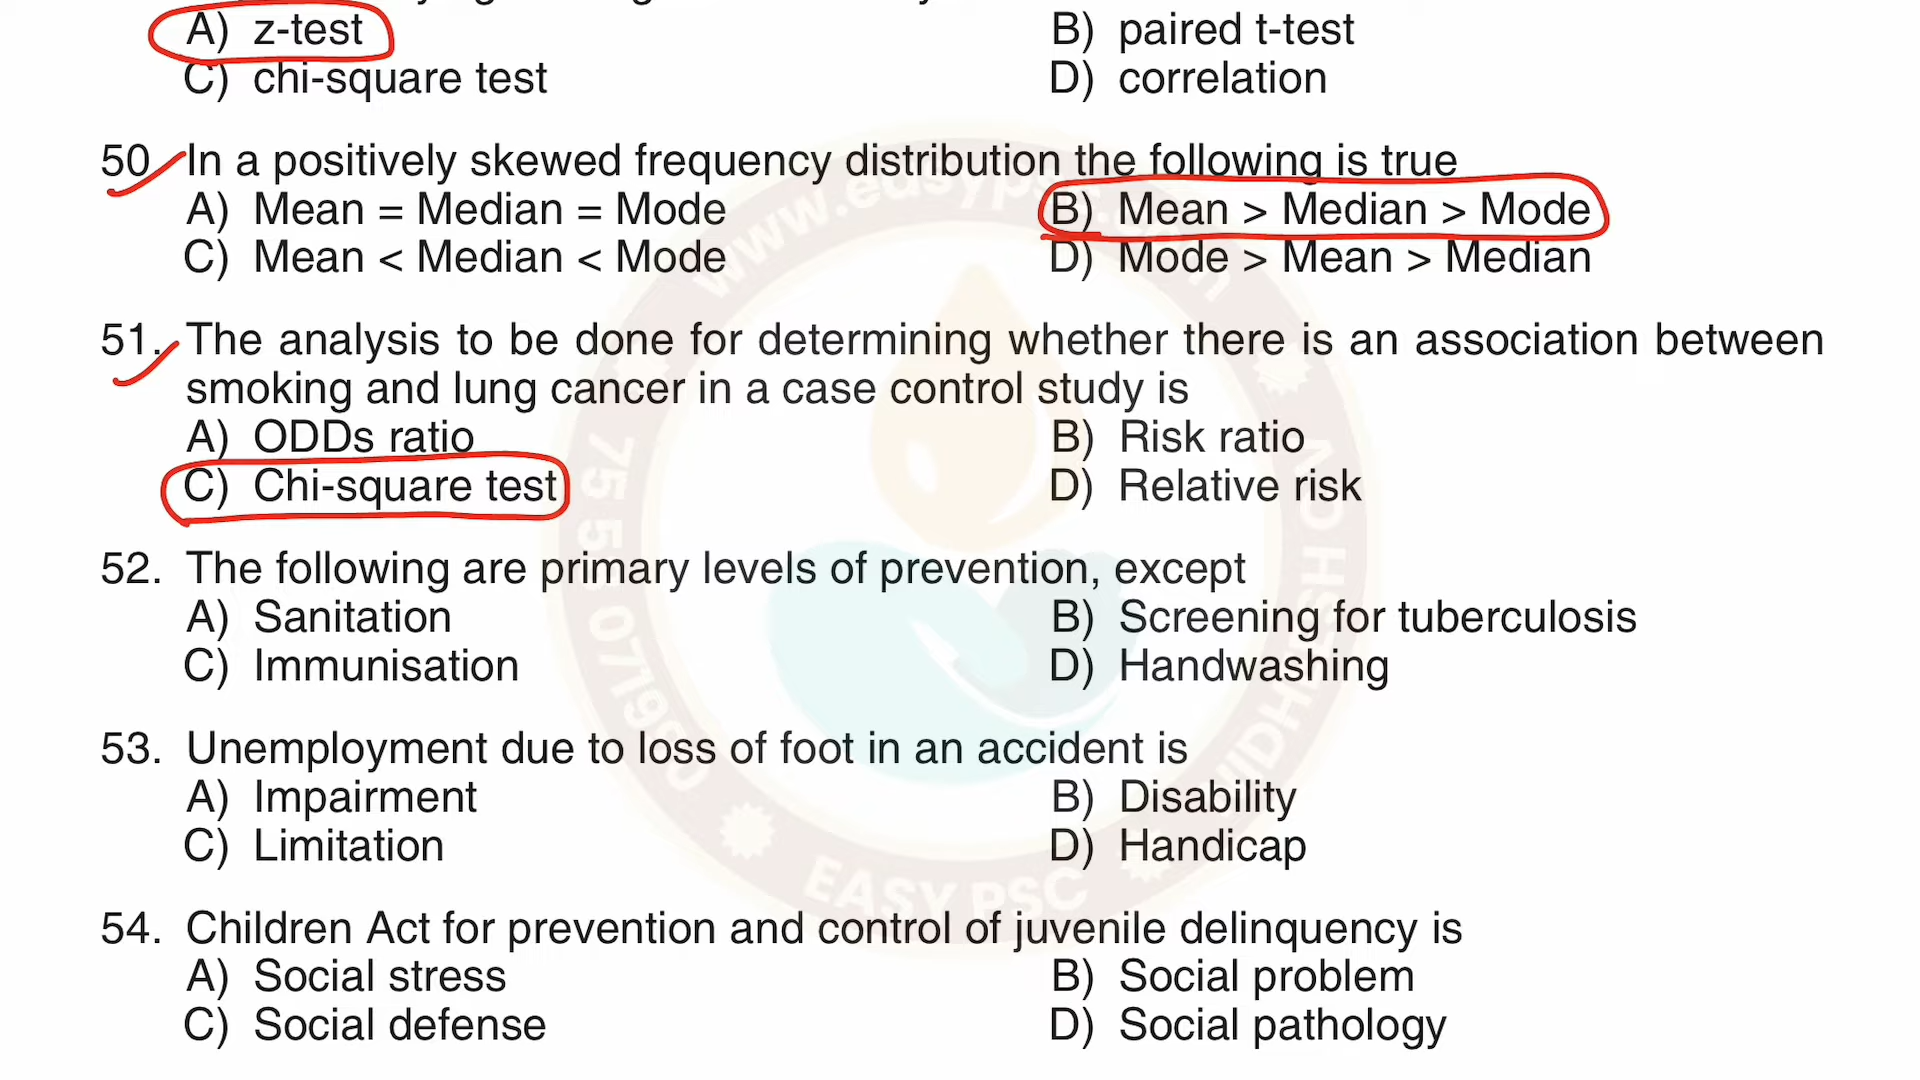 A) z-test B) paired t-test
C) chi-square test D) correlation
50. In a positively skewed frequency distribution the following is true
A) Mean = Median = Mode B) Mean > Median > Mode
C) Mean < Median < Mode D) Mode > Mean > Median
51. The analysis to be done for determining whether there is an association between
smoking and lung cancer in a case control study is
A) ODDs ratio B) Risk ratio
C) Chi-square test D) Relative risk
52. The following are primary levels of prevention, except
A) Sanitation B) Screening for tuberculosis
C) Immunisation D) Handwashing
53. Unemployment due to loss of foot in an accident is
A) Impairment B) Disability
C) Limitation D) Handicap
54. Children Act for prevention and control of juvenile delinquency is
A) Social stress B) Social problem
C) Social defense D) Social pathology
EASY PSC